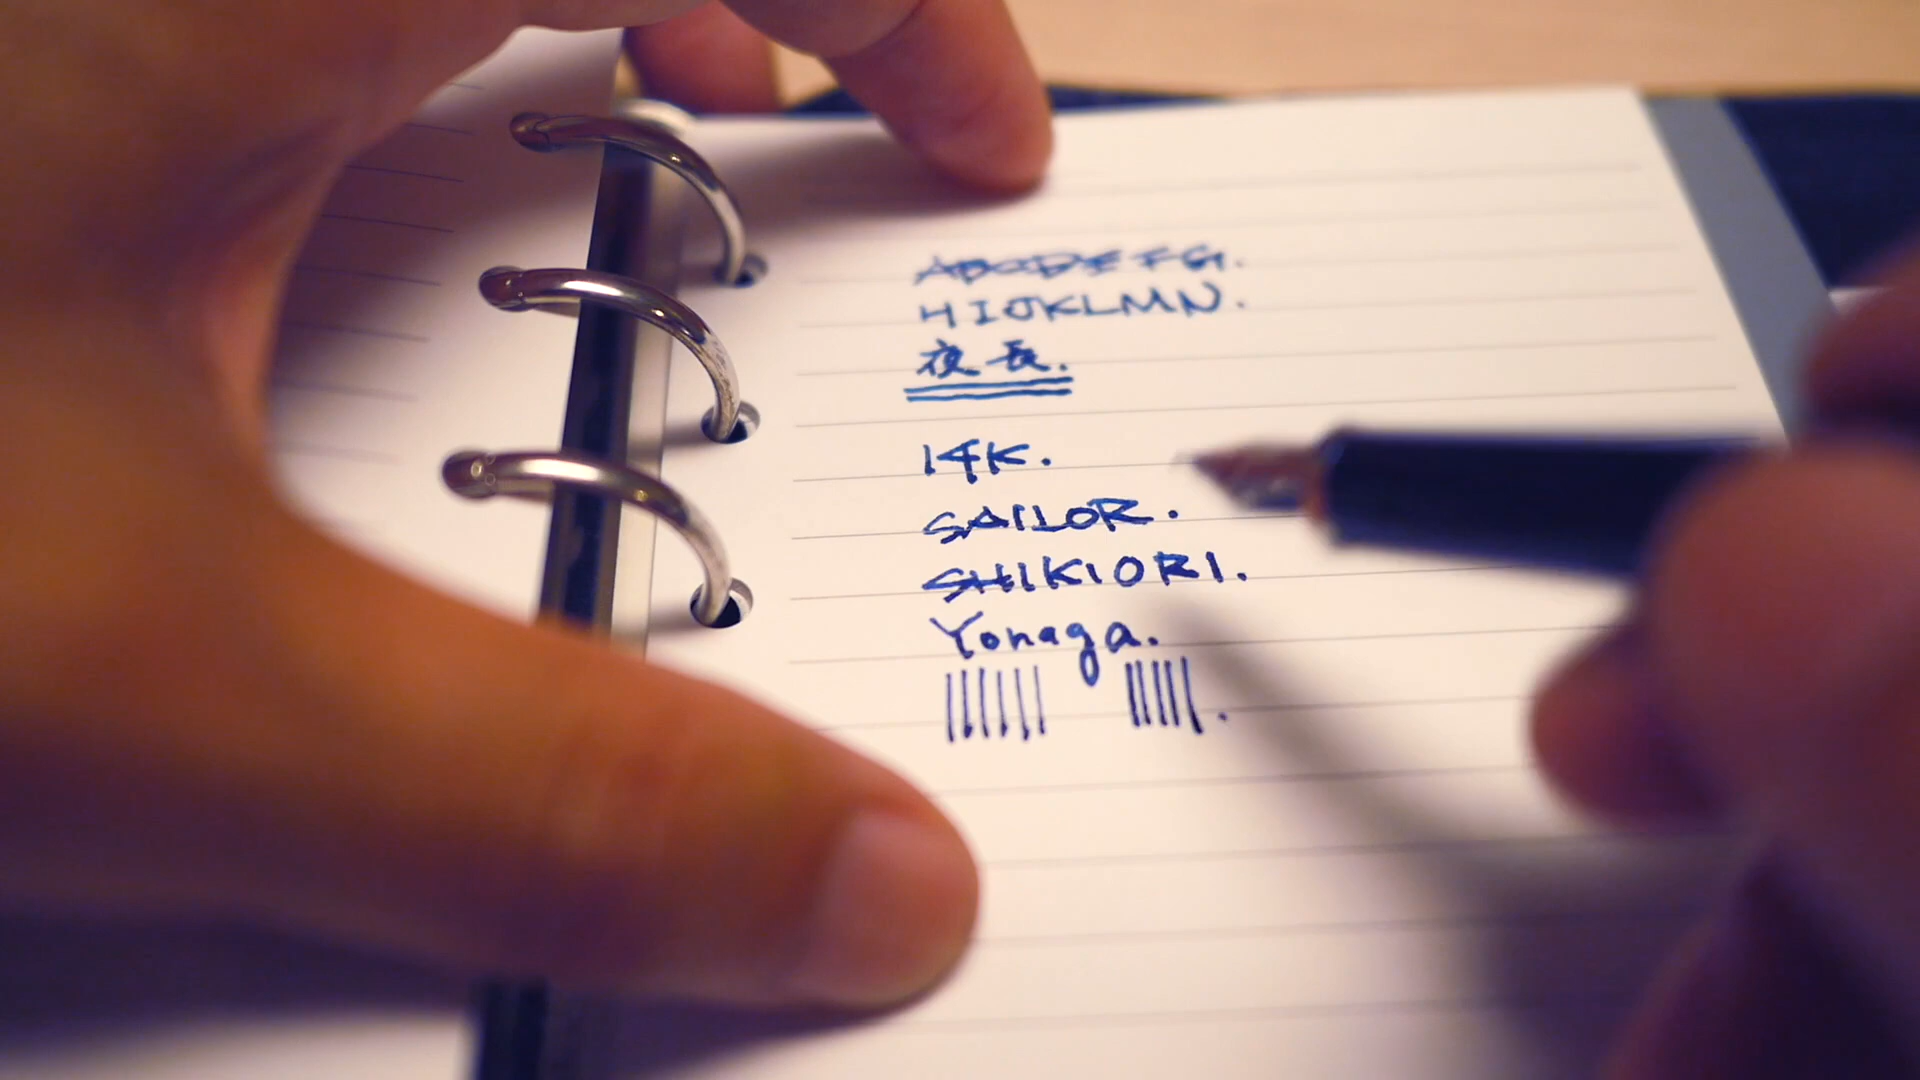 ABCDEFG.
HIJKLMN.
夜長.
14K.
SAILOR.
SHIKIORI.
Yonaga.